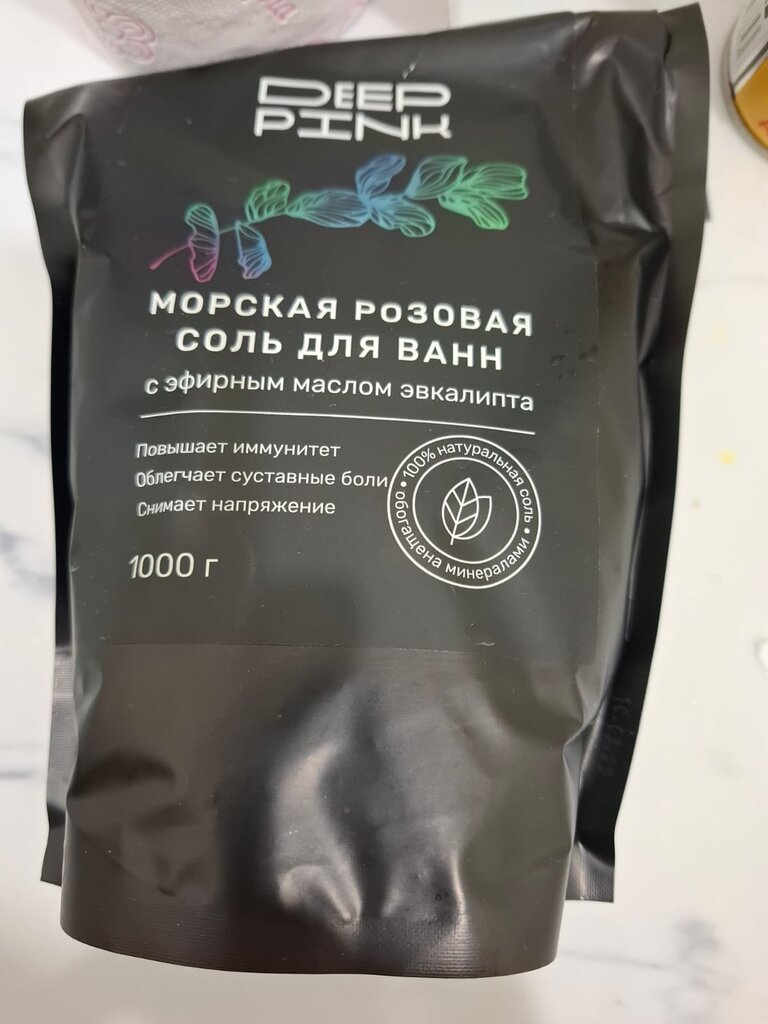 DEEP
PINK
МОРСКАЯ РОЗОВАЯ
СОЛЬ ДЛЯ ВАНН
с эфирным маслом эвкалипта
Повышает иммунитет
Облегчает суставные боли
Снимает напряжение
1000 г
100% натуральная соль •
обогащена минералами •